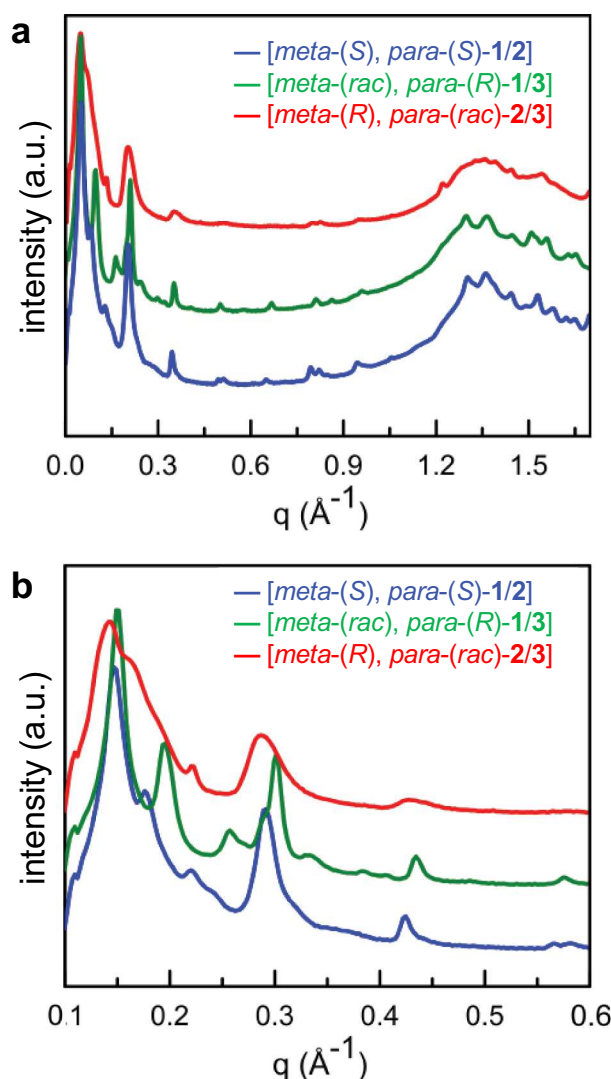 a
[meta-(S), para-(S)-1/2]
[meta-(rac), para-(R)-1/3]
[meta-(R), para-(rac)-2/3]
intensity (a.u.)
0.0 0.3 0.6 0.9 1.2 1.5
q (Å⁻¹)
b
[meta-(S), para-(S)-1/2]
[meta-(rac), para-(R)-1/3]
[meta-(R), para-(rac)-2/3]
intensity (a.u.)
0.1 0.2 0.3 0.4 0.5 0.6
q (Å⁻¹)